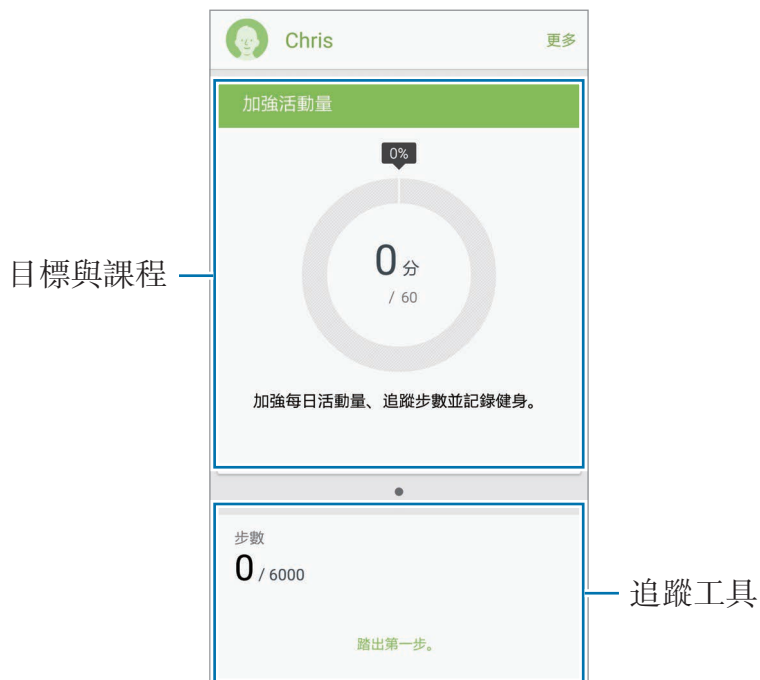 Chris
更多
加強活動量
0%
0 分
/ 60
目標與課程
加強每日活動量、追蹤步數並記錄健身。
步數
0 / 6000
追蹤工具
踏出第一步。